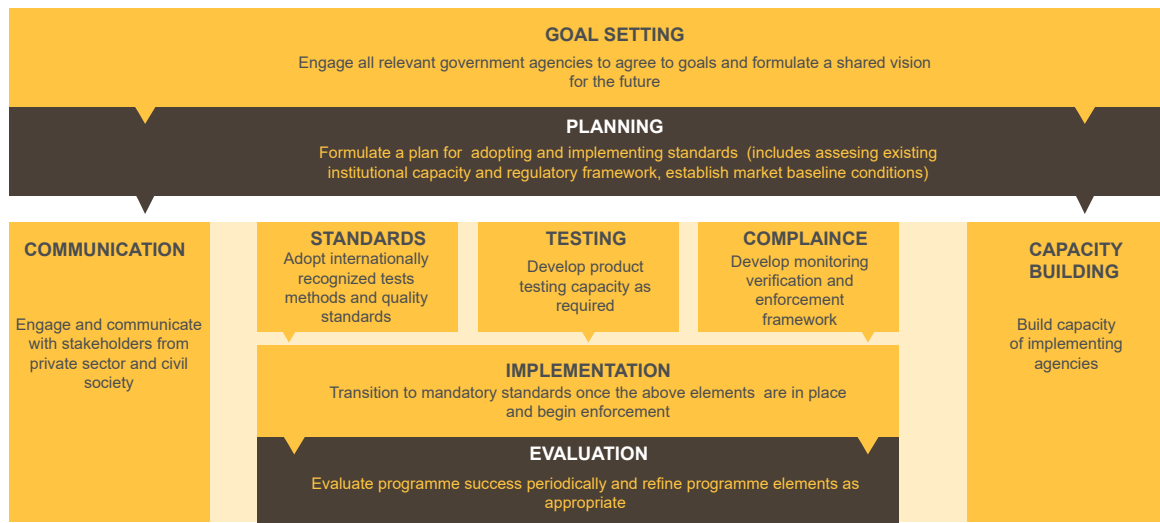 GOAL SETTING
Engage all relevant government agencies to agree to goals and formulate a shared vision
for the future
PLANNING
Formulate a plan for  adopting and implementing standards  (includes assesing existing
institutional capacity and regulatory framework, establish market baseline conditions)
COMMUNICATION
Engage and communicate
with stakeholders from
private sector and civil
society
STANDARDS
Adopt internationally
recognized tests
methods and quality
standards
TESTING
Develop product
testing capacity as
required
COMPLAINCE
Develop monitoring
verification and
enforcement
framework
CAPACITY
BUILDING
Build capacity
of implementing
agencies
IMPLEMENTATION
Transition to mandatory standards once the above elements  are in place
and begin enforcement
EVALUATION
Evaluate programme success periodically and refine programme elements as
appropriate